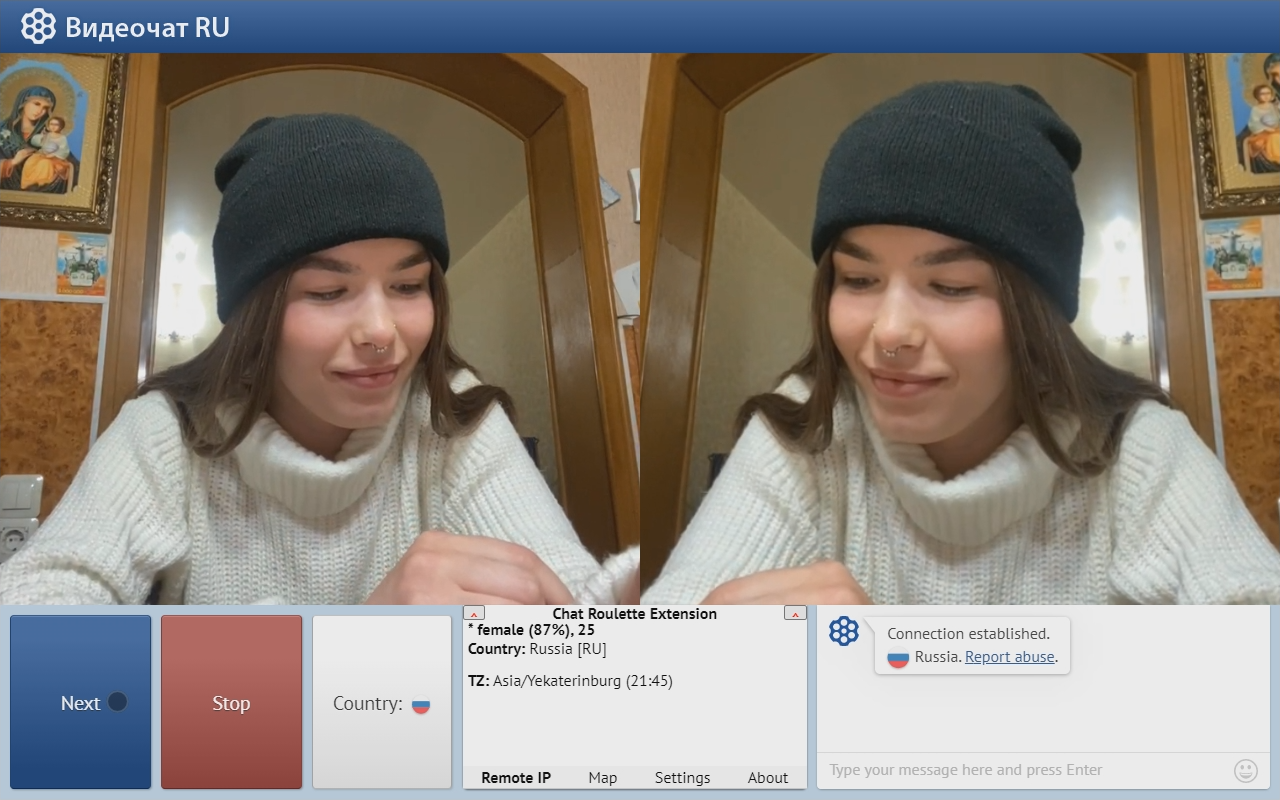 Видеочат RU
Next
Stop
Country:
Chat Roulette Extension
* female (87%), 25
Country: Russia [RU]
TZ: Asia/Yekaterinburg (21:45)
Remote IP Map Settings About
Connection established.
Russia. Report abuse.
Type your message here and press Enter